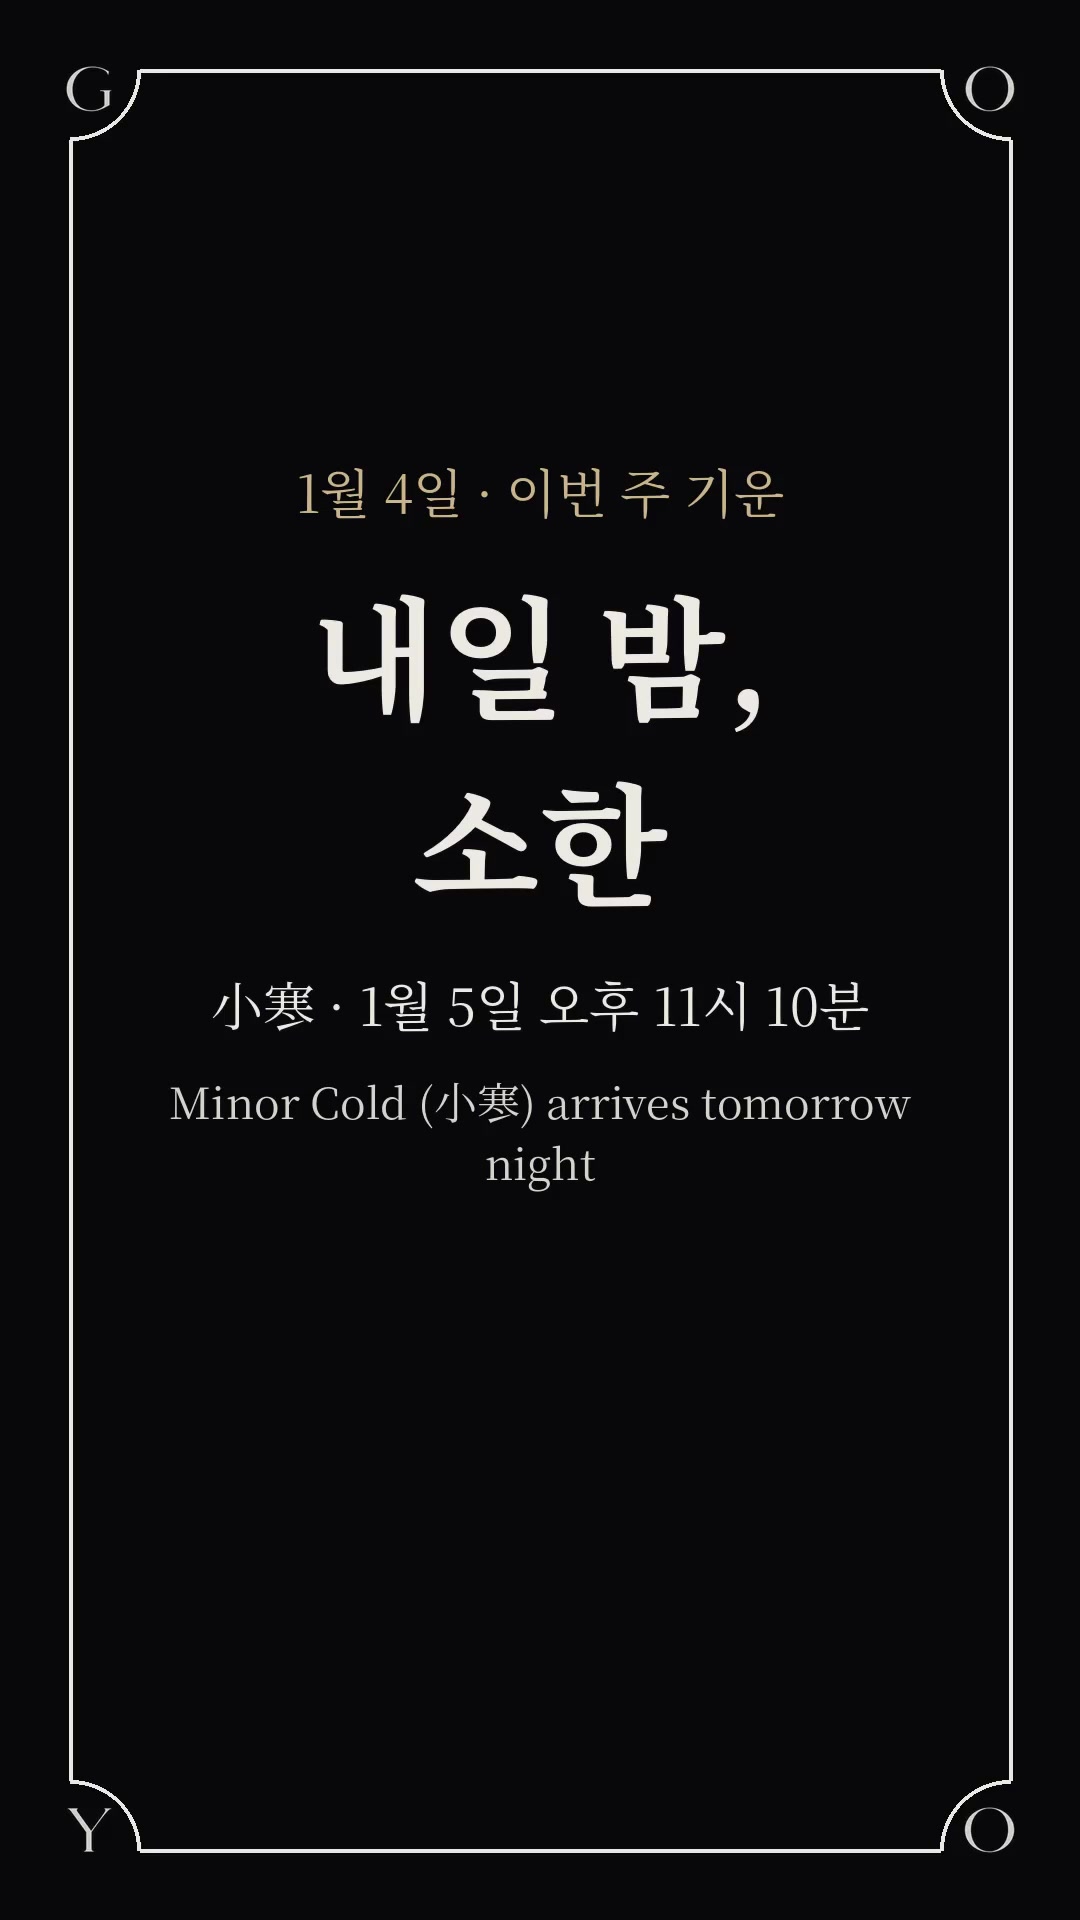 G O
1월 4일 · 이번 주 기운
내일 밤,
소한
小寒 · 1월 5일 오후 11시 10분
Minor Cold (小寒) arrives tomorrow
night
Y O